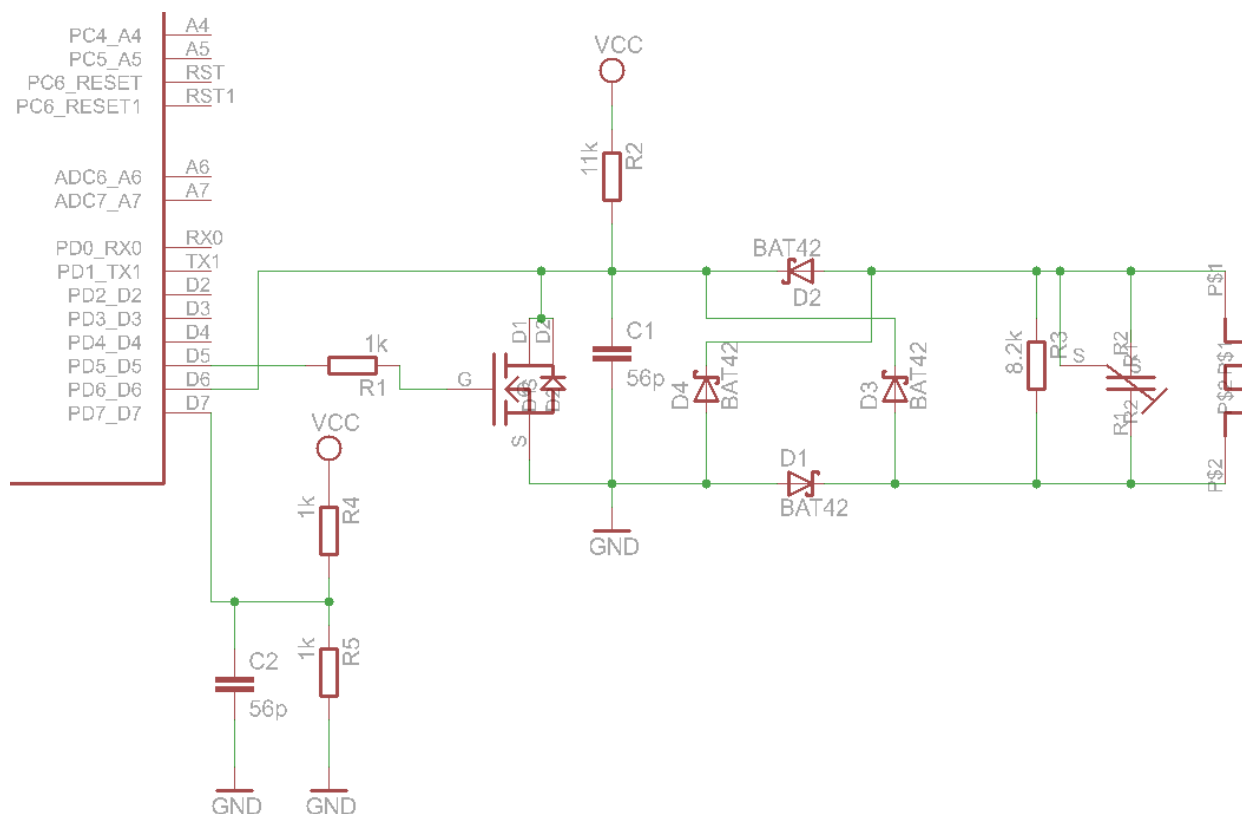 PC4_A4 A4
PC5_A5 A5
PC6_RESET RST
PC6_RESET1 RST1
ADC6_A6 A6
ADC7_A7 A7
PD0_RX0 RX0
PD1_TX1 TX1
PD2_D2 D2
PD3_D3 D3
PD4_D4 D4
PD5_D5 D5
PD6_D6 D6
PD7_D7 D7
VCC
11k R2
BAT42
D2
D1 D2
C1
56p
1k
R1
G
S
D4 BAT42
D3 BAT42
D1
BAT42
8.2k R3
S
R2
R1
R2
P$1
P$1
P$2
GND
VCC
1k R4
1k R5
C2
56p
GND GND